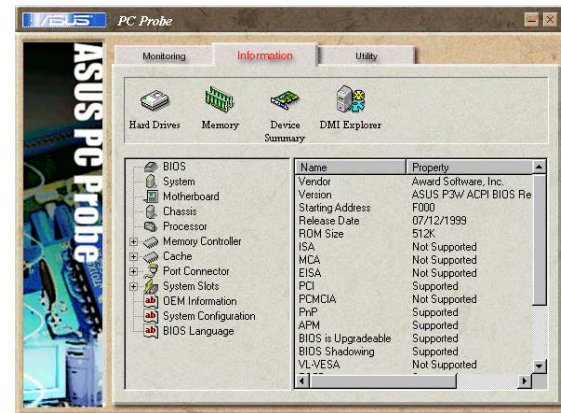 ASUS PC Probe
ASUS PC Probe
Monitoring Information Utility
Hard Drives Memory Device Summary DMI Explorer
BIOS
System
Motherboard
Chassis
Processor
Memory Controller
Cache
Port Connector
System Slots
OEM Information
System Configuration
BIOS Language
Name Property
Vendor Award Software, Inc.
Version ASUS P3W ACPI BIOS Re
Starting Address F000
Release Date 07/12/1999
ROM Size 512K
ISA Not Supported
MCA Not Supported
EISA Not Supported
PCI Supported
PCMCIA Not Supported
PnP Supported
APM Supported
BIOS is Upgradeable Supported
BIOS Shadowing Supported
VL-VESA Not Supported